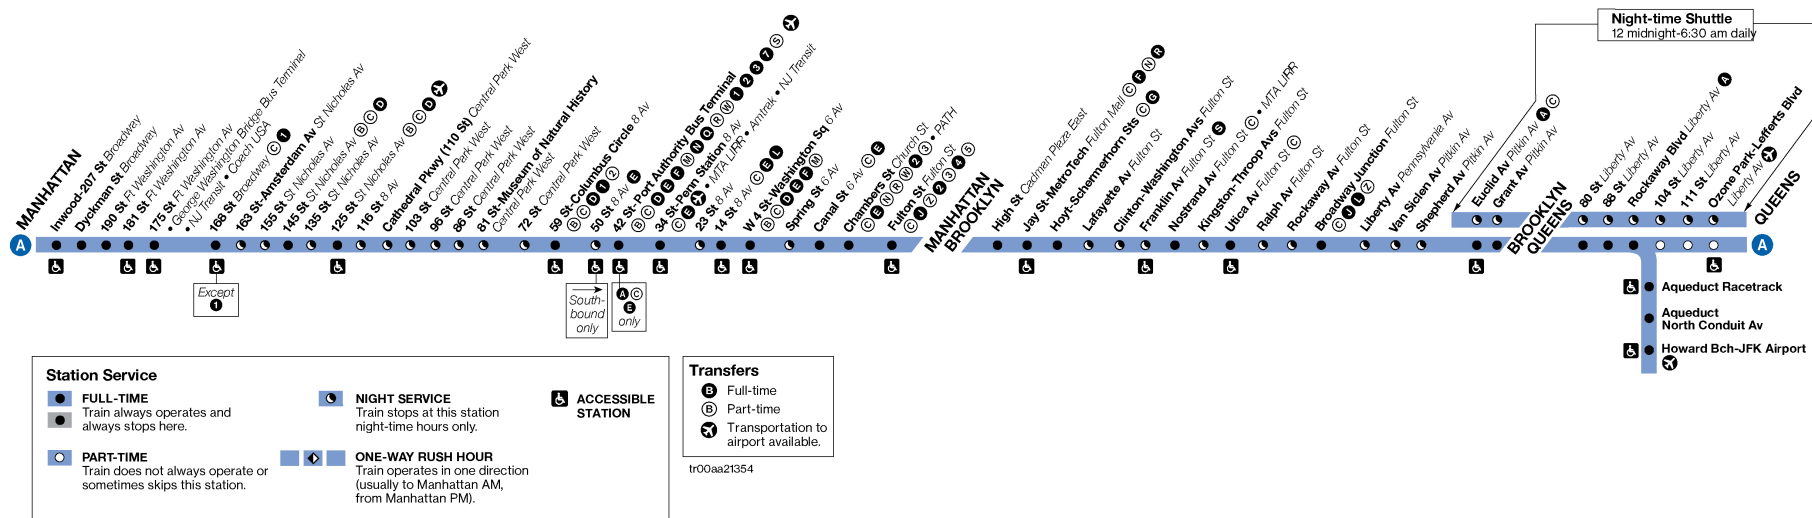 Night-time Shuttle
12 midnight-6:30 am daily
MANHATTAN
Inwood-207 St Broadway
Dyckman St Broadway
190 St Ft Washington Av
181 St Ft Washington Av
175 St Ft Washington Av
• George Washington Bridge Bus Terminal
• NJ Transit • Coach USA
168 St Broadway C 1
163 St-Amsterdam Av St Nicholas Av
155 St St Nicholas Av
145 St St Nicholas Av B C D
135 St St Nicholas Av
125 St St Nicholas Av B C D
116 St 8 Av
Cathedral Pkwy (110 St) Central Park West
103 St Central Park West
96 St Central Park West
86 St Central Park West
81 St-Museum of Natural History
Central Park West
72 St Central Park West
59 St-Columbus Circle 8 Av
B C D 1 2
50 St 8 Av E
42 St-Port Authority Bus Terminal
B C D E F M N Q R W 1 2 3 7 S
34 St-Penn Station 8 Av
C E • MTA LIRR • Amtrak • NJ Transit
23 St 8 Av
14 St 8 Av C E L
W 4 St-Washington Sq 6 Av
B C D E F M
Spring St 6 Av
Canal St 6 Av C E
Chambers St Church St
C E N R W 2 3 • PATH
Fulton St Fulton St
C J Z 2 3 4 5
MANHATTAN
BROOKLYN
High St Cadman Plaza East
Jay St-MetroTech Fulton Mall C F N R
Hoyt-Schermerhorn Sts C G
Lafayette Av Fulton St
Clinton-Washington Avs Fulton St
Franklin Av Fulton St S
Nostrand Av Fulton St C • MTA LIRR
Kingston-Throop Avs Fulton St
Utica Av Fulton St C
Ralph Av Fulton St
Rockaway Av Fulton St
Broadway Junction Fulton St
C J L Z
Liberty Av Pennsylvania Av
Van Siclen Av Pitkin Av
Shepherd Av Pitkin Av
Euclid Av Pitkin Av A C
Grant Av Pitkin Av
BROOKLYN
QUEENS
80 St Liberty Av
88 St Liberty Av
Rockaway Blvd Liberty Av A
104 St Liberty Av
111 St Liberty Av
Ozone Park-Lefferts Blvd
Liberty Av
QUEENS
A
A
Except
1
South-
bound
only
A C
E
only
Aqueduct Racetrack
Aqueduct
North Conduit Av
Howard Bch-JFK Airport
Station Service
FULL-TIME
Train always operates and
always stops here.
PART-TIME
Train does not always operate or
sometimes skips this station.
NIGHT SERVICE
Train stops at this station
night-time hours only.
ONE-WAY RUSH HOUR
Train operates in one direction
(usually to Manhattan AM,
from Manhattan PM).
ACCESSIBLE
STATION
Transfers
B Full-time
B Part-time
Transportation to
airport available.
tr00aa21354